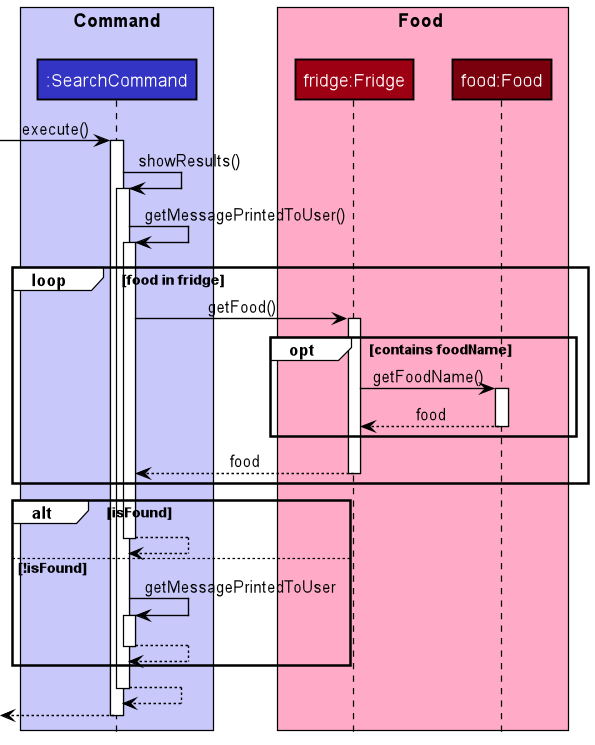 Command
Food
:SearchCommand
fridge:Fridge
food:Food
execute()
showResults()
getMessagePrintedToUser()
loop
[food in fridge]
getFood()
opt
[contains foodName]
getFoodName()
food
food
alt
[isFound]
[!isFound]
getMessagePrintedToUser